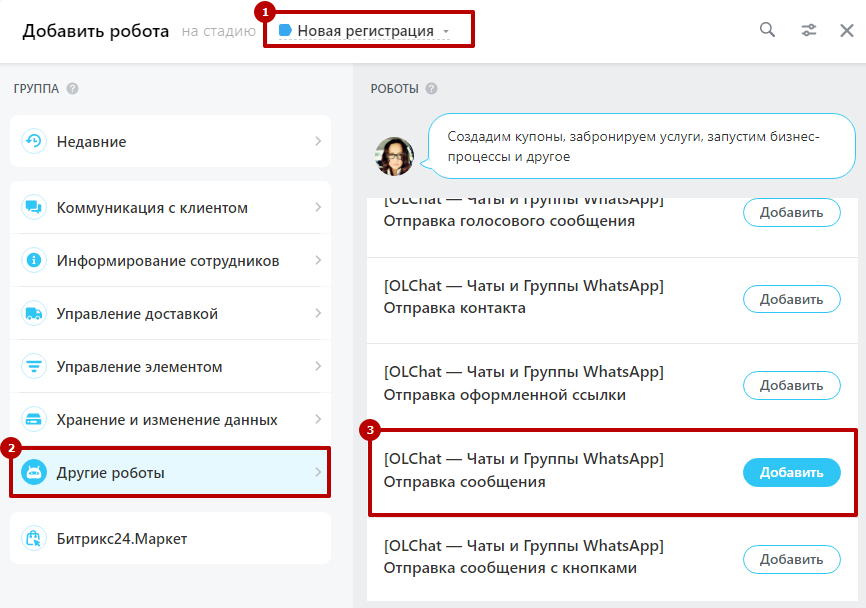 1
Добавить робота на стадию Новая регистрация
ГРУППА ?
РОБОТЫ ?
Недавние
Коммуникация с клиентом
Информирование сотрудников
Управление доставкой
Управление элементом
Хранение и изменение данных
2
Другие роботы
Битрикс24.Маркет
Создадим купоны, забронируем услуги, запустим бизнес-
процессы и другое
[OLChat — Чаты и Группы WhatsApp]
Отправка голосового сообщения
Добавить
[OLChat — Чаты и Группы WhatsApp]
Отправка контакта
Добавить
[OLChat — Чаты и Группы WhatsApp]
Отправка оформленной ссылки
Добавить
3
[OLChat — Чаты и Группы WhatsApp]
Отправка сообщения
Добавить
[OLChat — Чаты и Группы WhatsApp]
Отправка сообщения с кнопками
Добавить